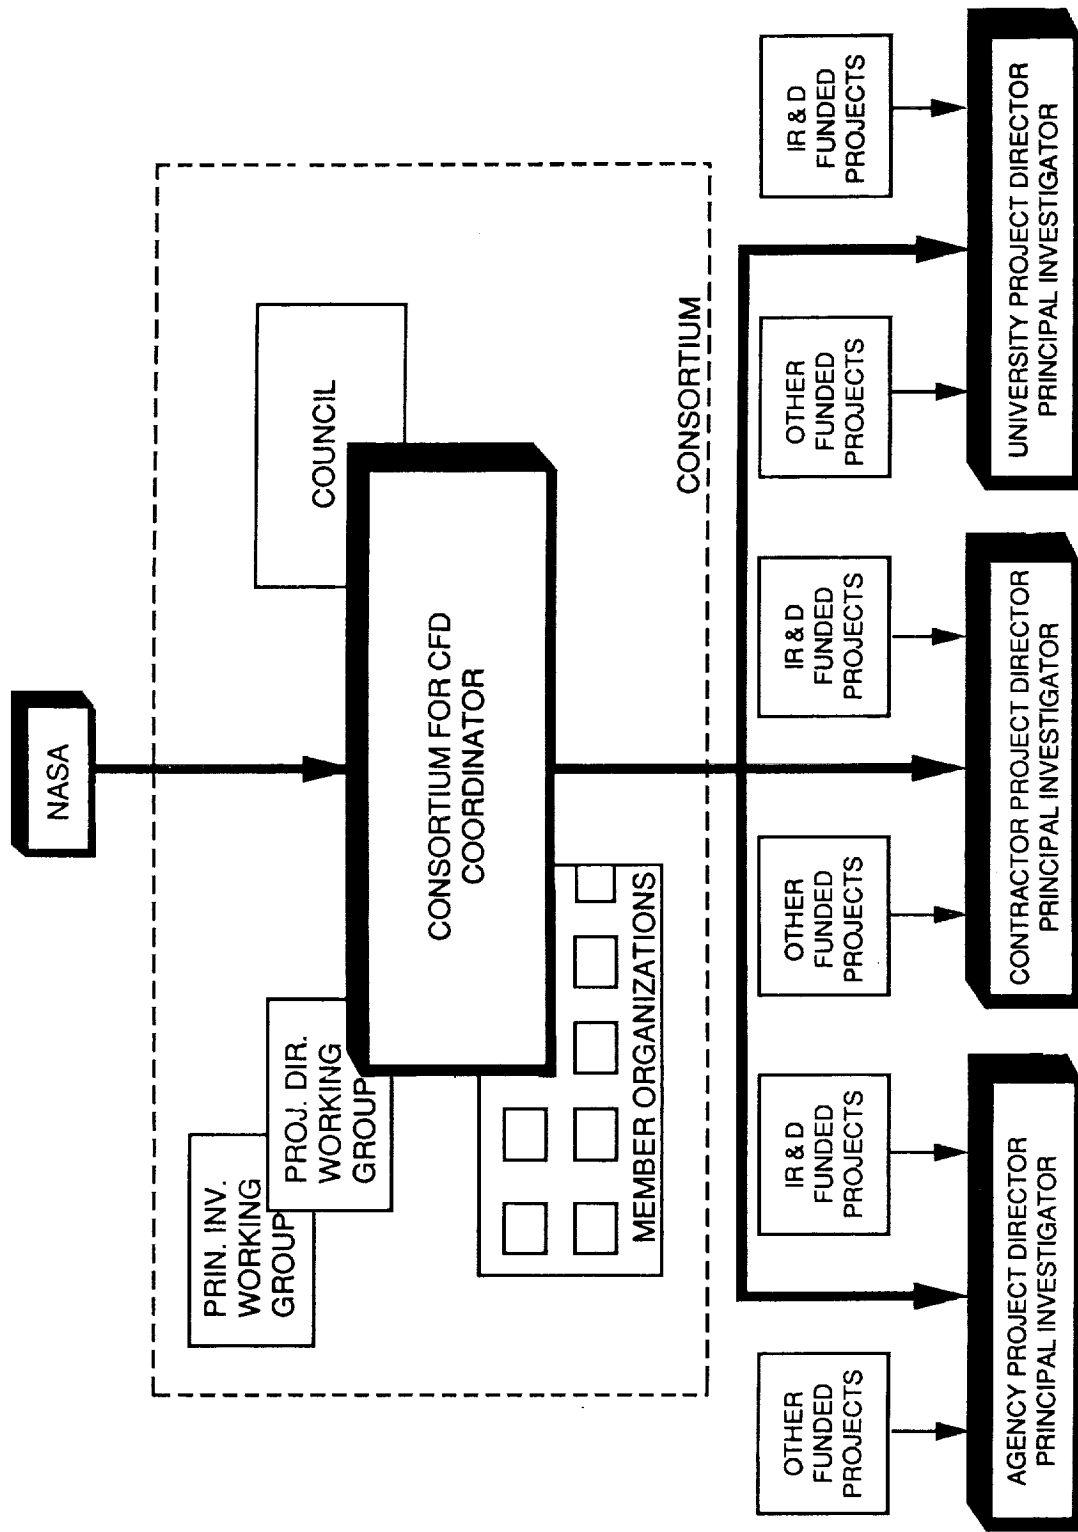 NASA
PRIN. INV.
WORKING
GROUP
PROJ. DIR.
WORKING
GROUP
COUNCIL
CONSORTIUM FOR CFD
COORDINATOR
MEMBER ORGANIZATIONS
CONSORTIUM
OTHER
FUNDED
PROJECTS
IR & D
FUNDED
PROJECTS
OTHER
FUNDED
PROJECTS
IR & D
FUNDED
PROJECTS
OTHER
FUNDED
PROJECTS
IR & D
FUNDED
PROJECTS
AGENCY PROJECT DIRECTOR
PRINCIPAL INVESTIGATOR
CONTRACTOR PROJECT DIRECTOR
PRINCIPAL INVESTIGATOR
UNIVERSITY PROJECT DIRECTOR
PRINCIPAL INVESTIGATOR